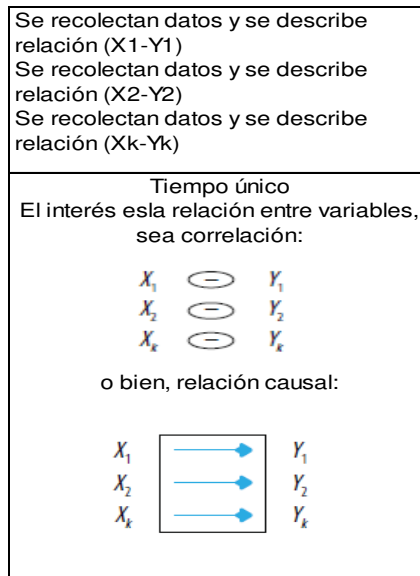 Se recolectan datos y se describe
relación (X1-Y1)
Se recolectan datos y se describe
relación (X2-Y2)
Se recolectan datos y se describe
relación (Xk-Yk)
Tiempo único
El interés esla relación entre variables,
sea correlación:
X₁ − Y₁
X₂ − Y₂
Xₖ − Yₖ
o bien, relación causal:
X₁ Y₁
X₂ Y₂
Xₖ Yₖ